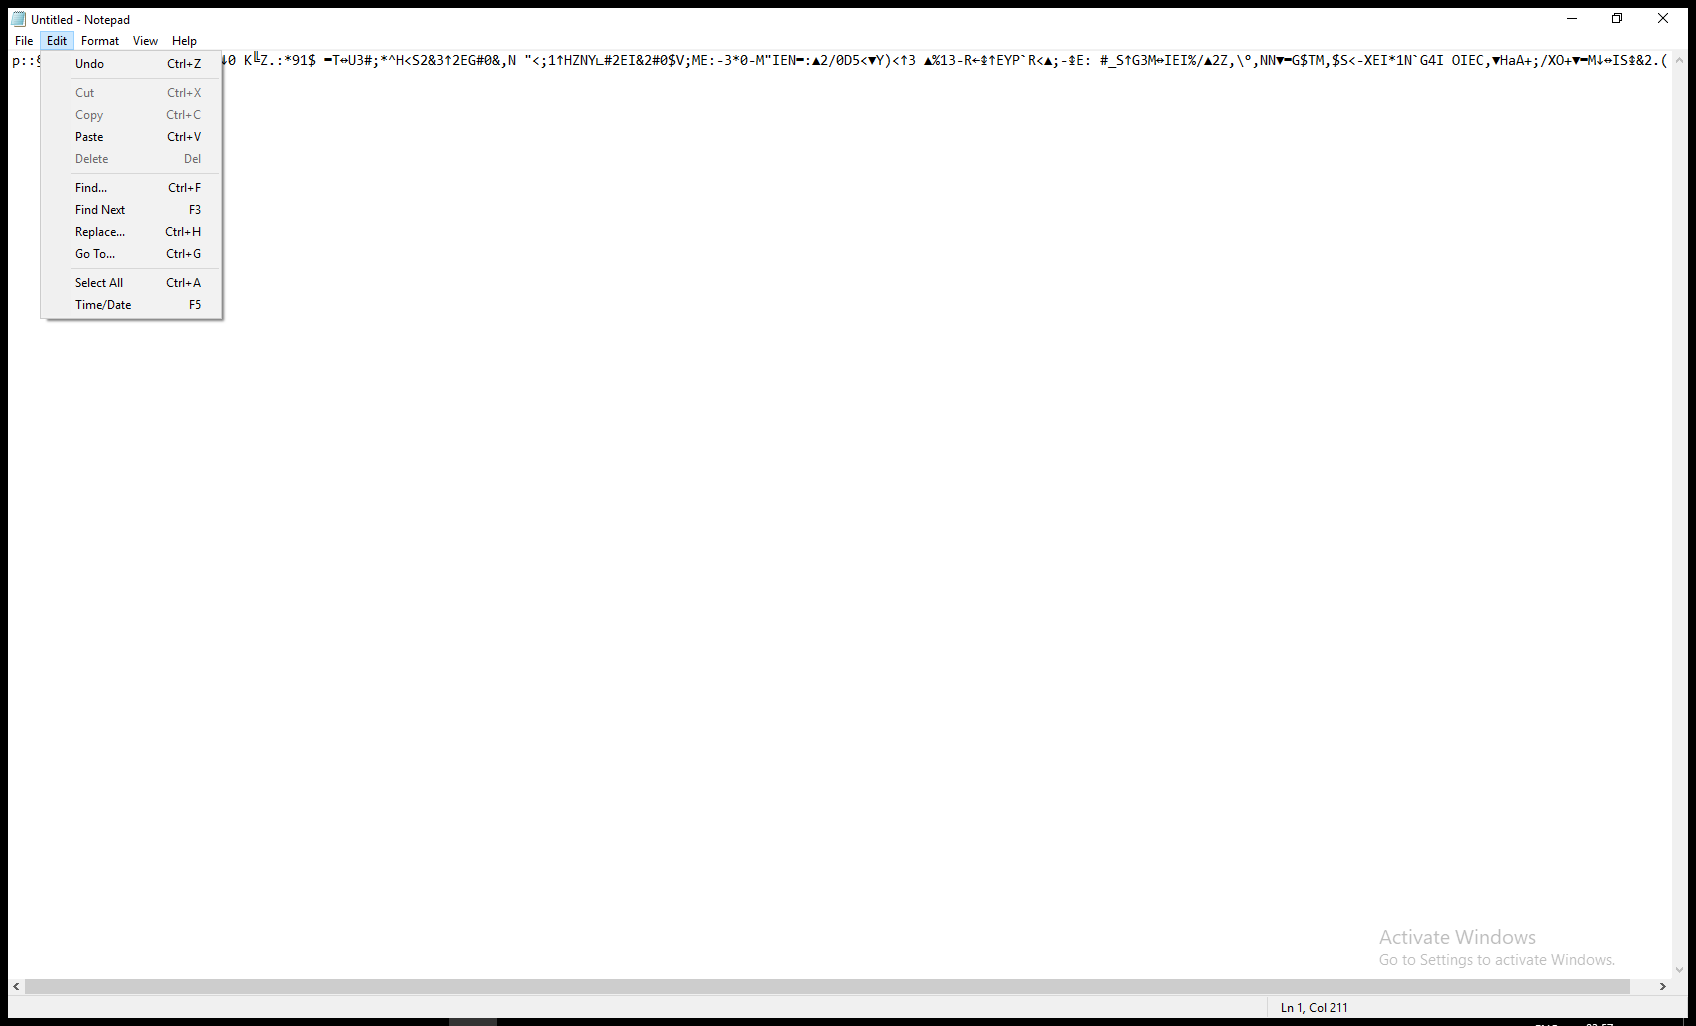 Untitled - Notepad
File Edit Format View Help
p::
↓0 K╚Z.:*91$ ▬T↔U3#;*^H<S2&3↑2EG#0&,N "<;1↑HZNY∟#2EI&2#0$V;ME:-3*0-M"IEN▬:▲2/0D5<▼Y)<↑3 ▲%13-R←↨↑EYP`R<▲;-↨E: #_S↑G3M↔IEI%/▲2Z,\°,NN▼▬G$TM,$S<-XEI*1N`G4I OIEC,▼HaA+;/XO+▼▬M↓↔IS↨&2.(
Undo Ctrl+Z
Cut Ctrl+X
Copy Ctrl+C
Paste Ctrl+V
Delete Del
Find... Ctrl+F
Find Next F3
Replace... Ctrl+H
Go To... Ctrl+G
Select All Ctrl+A
Time/Date F5
Activate Windows
Go to Settings to activate Windows.
Ln 1, Col 211